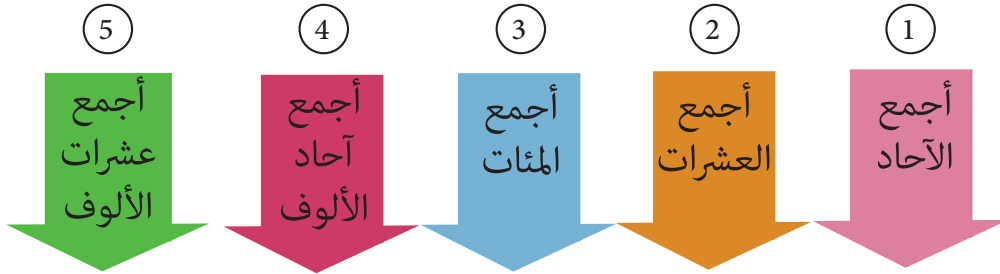 1
أجمع
الآحاد
2
أجمع
العشرات
3
أجمع
المئات
4
أجمع
آحاد
الألوف
5
أجمع
عشرات
الألوف